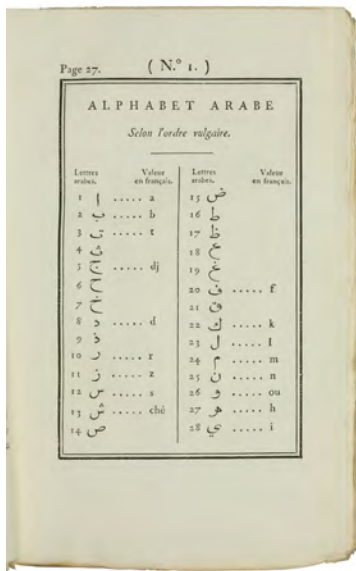 Page 27. ( N.º 1. )
ALPHABET ARABE
Selon l'ordre vulgaire.
Lettres arabes. Valeur en français.
1 ا ..... a
2 ب ..... b
3 ت ..... t
4 ث
5 ج ..... dj
6 ح
7 خ
8 د ..... d
9 ذ
10 ر ..... r
11 ز ..... z
12 س ..... s
13 ش ..... ché
14 ص
Lettres arabes. Valeur en français.
15 ض
16 ط
17 ظ
18 ع
19 غ
20 ف ..... f
21 ق
22 ك ..... k
23 ل ..... l
24 م ..... m
25 ن ..... n
26 و ..... ou
27 ه ..... h
28 ي ..... i